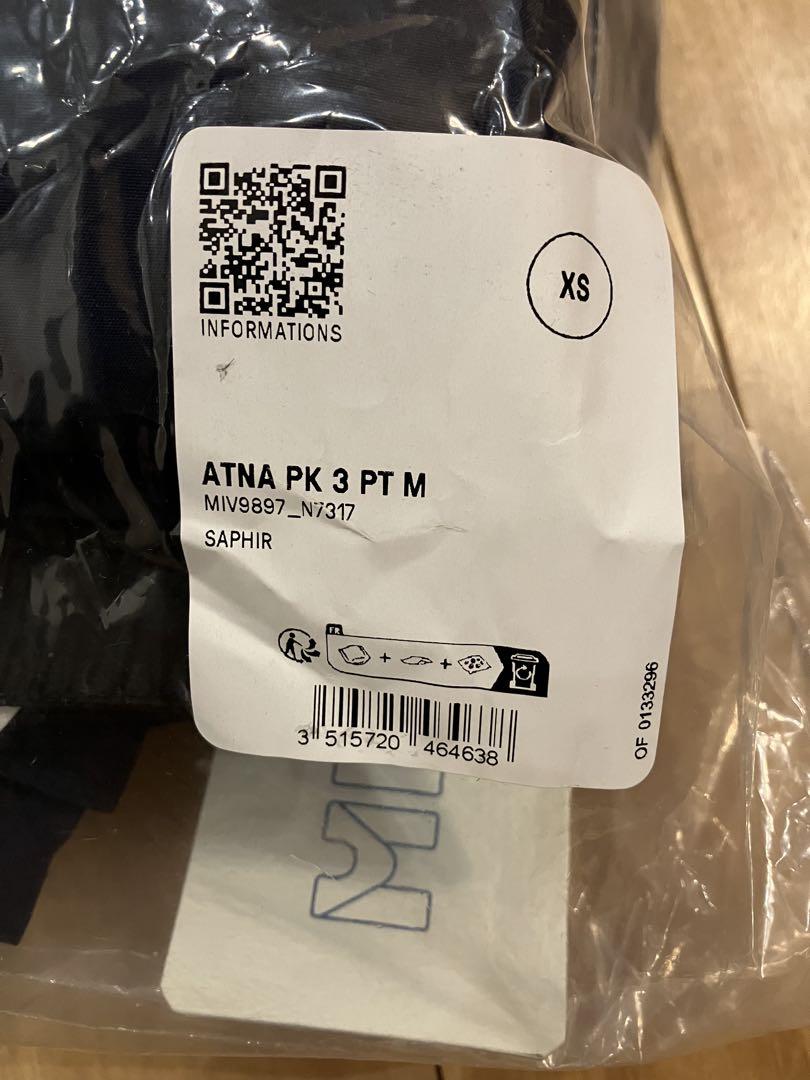 INFORMATIONS
XS
ATNA PK 3 PT M
MIV9897_N7317
SAPHIR
FR
3 515720 464638
OF 0133296